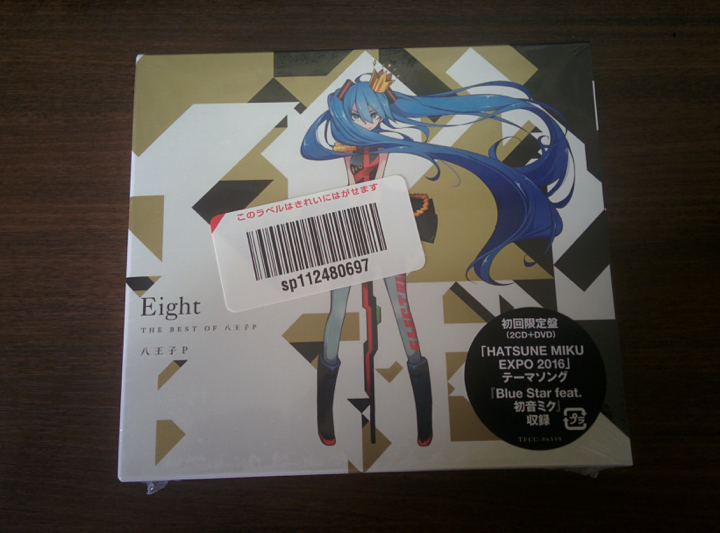 このラベルはきれいにはがせます
sp112480697
Eight
THE BEST OF 八王子P
八王子P
初回限定盤
(2CD+DVD)
「HATSUNE MIKU
EXPO 2016」
テーマソング
『Blue Star feat.
初音ミク』
収録
プラ